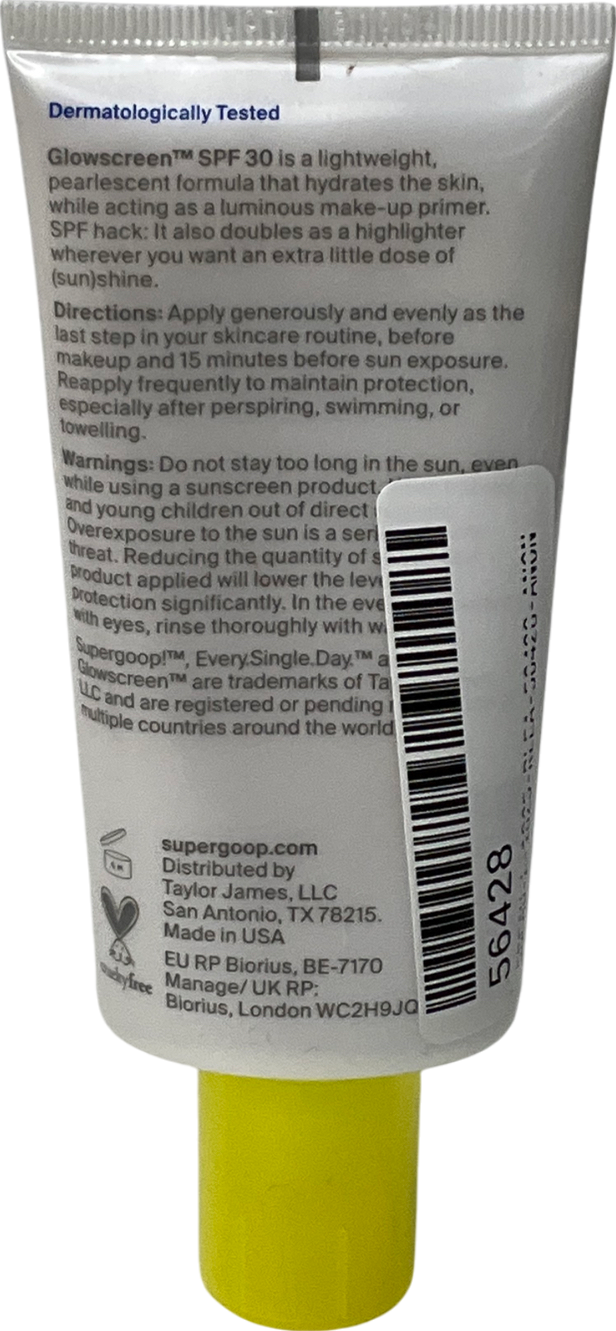 Dermatologically Tested
Glowscreen™ SPF 30 is a lightweight,
pearlescent formula that hydrates the skin,
while acting as a luminous make-up primer.
SPF hack: It also doubles as a highlighter
wherever you want an extra little dose of
(sun)shine.
Directions: Apply generously and evenly as the
last step in your skincare routine, before
makeup and 15 minutes before sun exposure.
Reapply frequently to maintain protection,
especially after perspiring, swimming, or
towelling.
Warnings: Do not stay too long in the sun, even
while using a sunscreen product.
and young children out of direct
Overexposure to the sun is a seri
threat. Reducing the quantity of s
product applied will lower the leve
protection significantly. In the eve
with eyes, rinse thoroughly with w
Supergoop!™, Every.Single.Day.™ a
Glowscreen™ are trademarks of Ta
LLC and are registered or pending
multiple countries around the world
supergoop.com
Distributed by
Taylor James, LLC
San Antonio, TX 78215.
Made in USA
EU RP Biorius, BE-7170
Manage/ UK RP:
Biorius, London WC2H9JQ
crueltyfree
56428